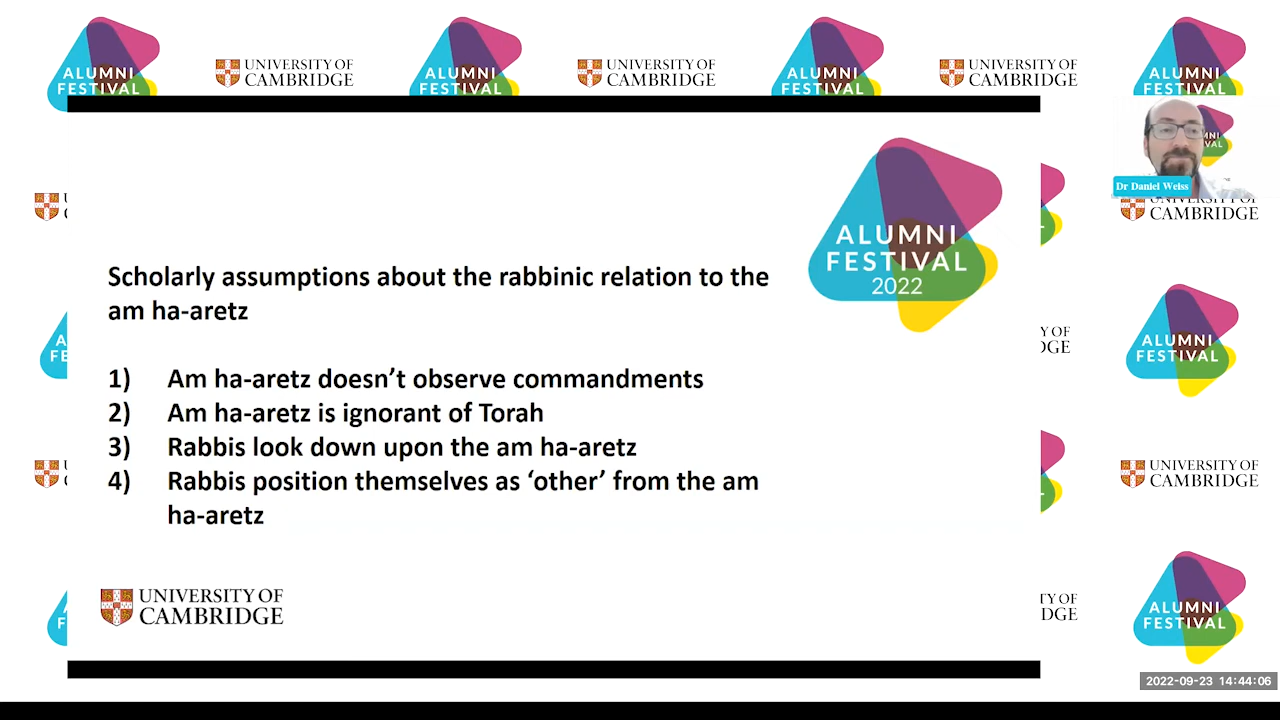 ALUMNI
FESTIVAL
UNIVERSITY OF
CAMBRIDGE
ALUMNI
FESTIVAL
UNIVERSITY OF
CAMBRIDGE
ALUMNI
FESTIVAL
UNIVERSITY OF
CAMBRIDGE
ALUMNI
FESTIVAL
Dr Daniel Weiss
UNIVERSITY OF
CAMBRIDGE
ALUMNI
FESTIVAL
2022
Scholarly assumptions about the rabbinic relation to the
am ha-aretz
1) Am ha-aretz doesn’t observe commandments
2) Am ha-aretz is ignorant of Torah
3) Rabbis look down upon the am ha-aretz
4) Rabbis position themselves as ‘other’ from the am
ha-aretz
ALUMNI
FESTIVAL
UNIVERSITY OF
CAMBRIDGE
UNIVERSITY OF
CAMBRIDGE
ALUMNI
FESTIVAL
2022-09-23 14:44:06